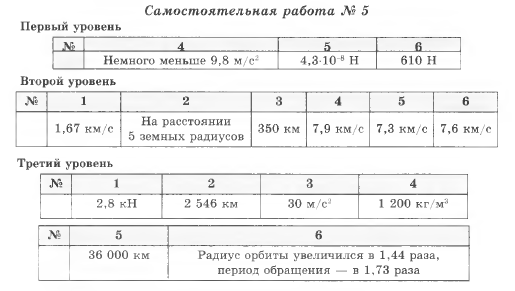 Самостоятельная работа № 5
Первый уровень
№ 4 5 6
Немного меньше 9,8 м/с² 4,3·10⁻⁸ Н 610 Н
Второй уровень
№ 1 2 3 4 5 6
1,67 км/с На расстоянии 5 земных радиусов 350 км 7,9 км/с 7,3 км/с 7,6 км/с
Третий уровень
№ 1 2 3 4
2,8 кН 2 546 км 30 м/с² 1 200 кг/м³
№ 5 6
36 000 км Радиус орбиты увеличился в 1,44 раза,
период обращения — в 1,73 раза